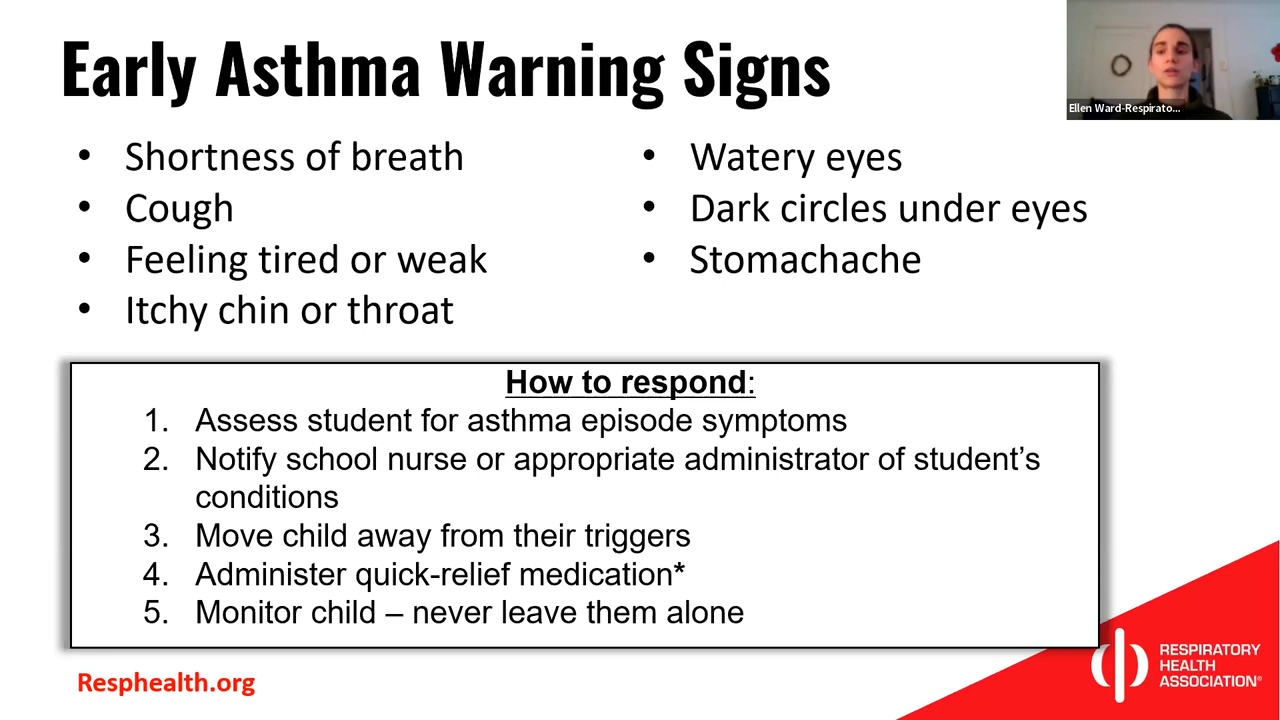 Early Asthma Warning Signs
Ellen Ward-Respirato...
• Shortness of breath
• Cough
• Feeling tired or weak
• Itchy chin or throat
• Watery eyes
• Dark circles under eyes
• Stomachache
How to respond:
1. Assess student for asthma episode symptoms
2. Notify school nurse or appropriate administrator of student’s
conditions
3. Move child away from their triggers
4. Administer quick-relief medication*
5. Monitor child – never leave them alone
Resphealth.org
RESPIRATORY
HEALTH
ASSOCIATION®